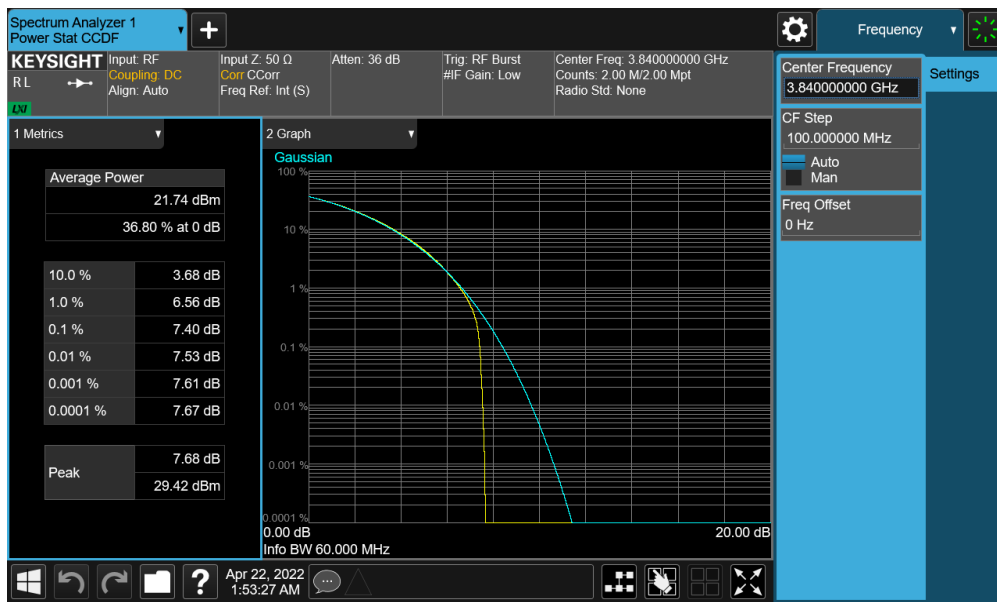 Spectrum Analyzer 1
Power Stat CCDF
+
Frequency
KEYSIGHT
RL
LXI
Input: RF
Coupling: DC
Align: Auto
Input Z: 50 Ω
Corr CCorr
Freq Ref: Int (S)
Atten: 36 dB
Trig: RF Burst
#IF Gain: Low
Center Freq: 3.840000000 GHz
Counts: 2.00 M/2.00 Mpt
Radio Std: None
Center Frequency
3.840000000 GHz
Settings
CF Step
100.000000 MHz
Auto
Man
Freq Offset
0 Hz
1 Metrics
Average Power
21.74 dBm
36.80 % at 0 dB
10.0 % 3.68 dB
1.0 % 6.56 dB
0.1 % 7.40 dB
0.01 % 7.53 dB
0.001 % 7.61 dB
0.0001 % 7.67 dB
Peak 7.68 dB
29.42 dBm
2 Graph
Gaussian
100 %
10 %
1 %
0.1 %
0.01 %
0.001 %
0.0001 %
0.00 dB 20.00 dB
Info BW 60.000 MHz
?
Apr 22, 2022
1:53:27 AM